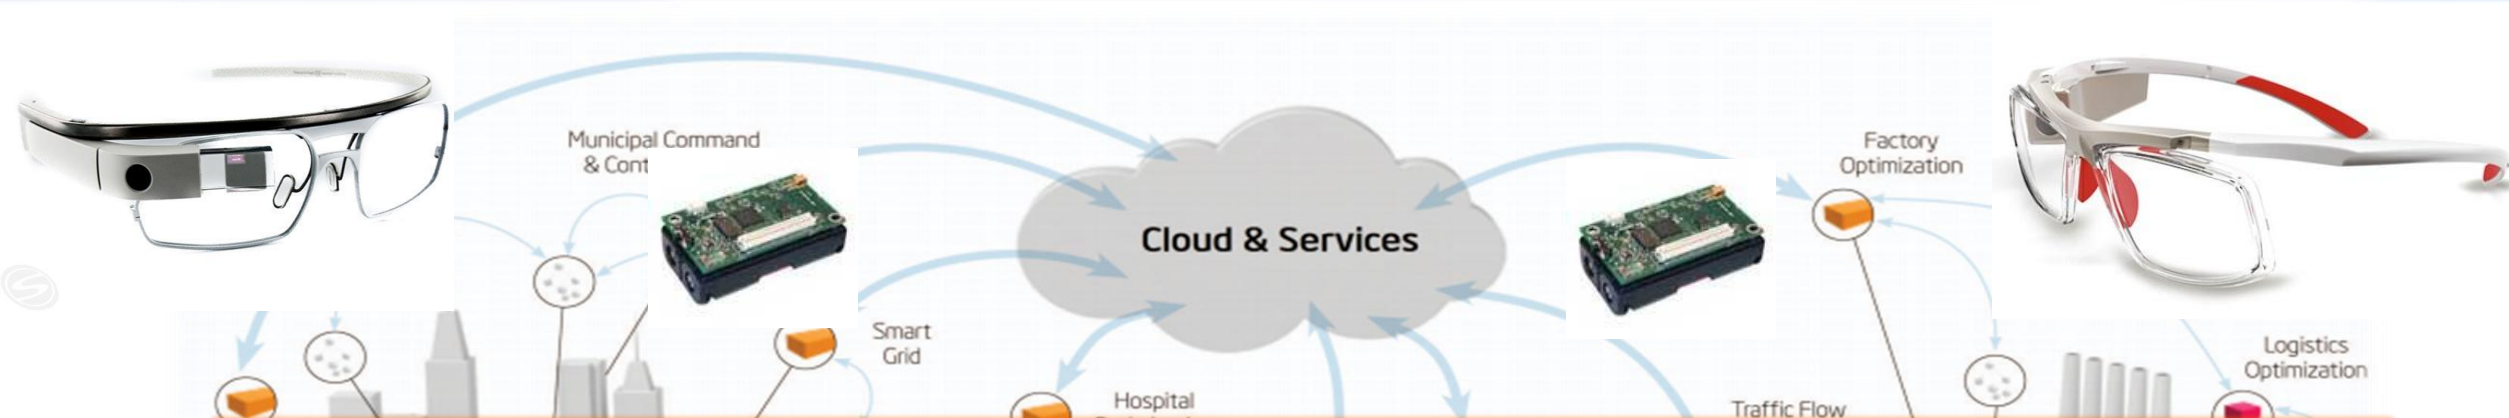 Municipal Command
& Cont
Cloud & Services
Factory
Optimization
Smart
Grid
Logistics
Optimization
Hospital
Traffic Flow